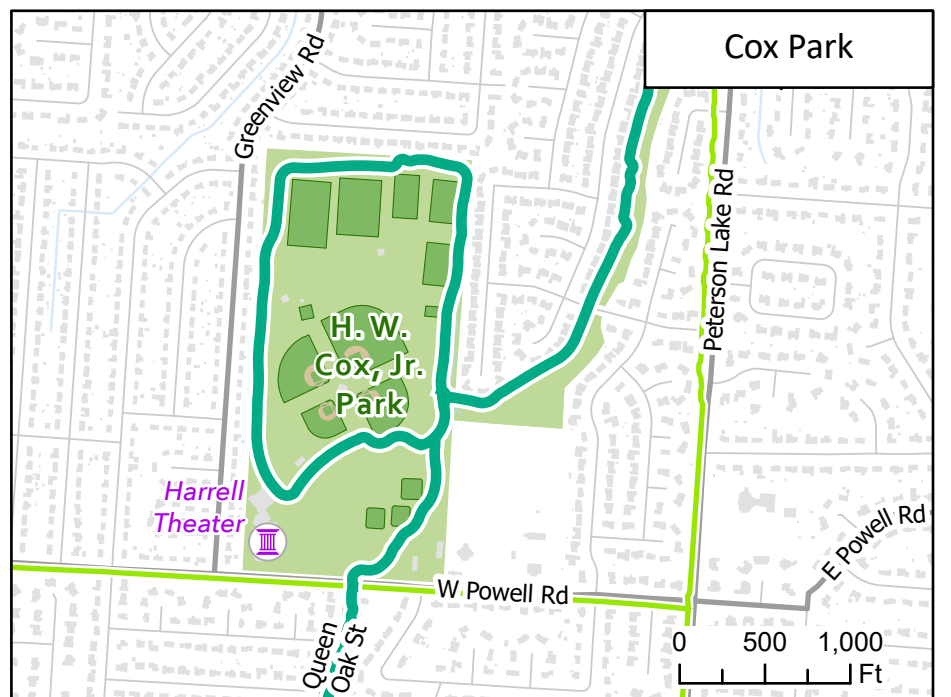 Cox Park
Greenview Rd
Peterson Lake Rd
H. W.
Cox, Jr.
Park
Harrell
Theater
E Powell Rd
W Powell Rd
Queen
Oak St
0 500 1,000
Ft